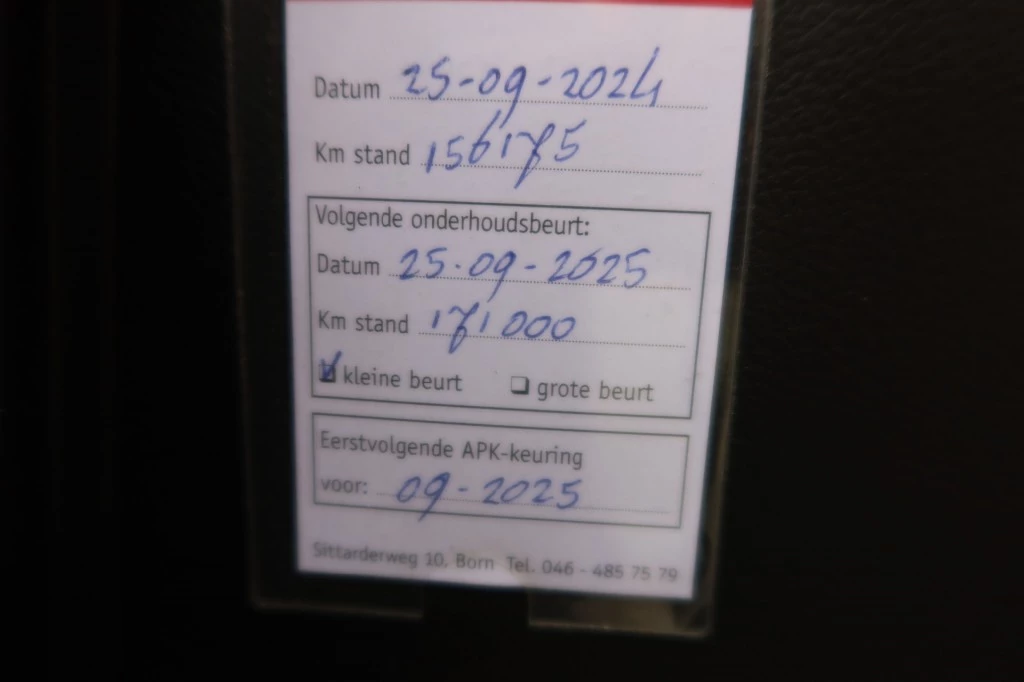 Datum 25-09-2024
Km stand 156175
Volgende onderhoudsbeurt:
Datum 25-09-2025
Km stand 171000
kleine beurt grote beurt
Eerstvolgende APK-keuring
voor: 09-2025
Sittarderweg 10, Born Tel. 046 - 485 75 79